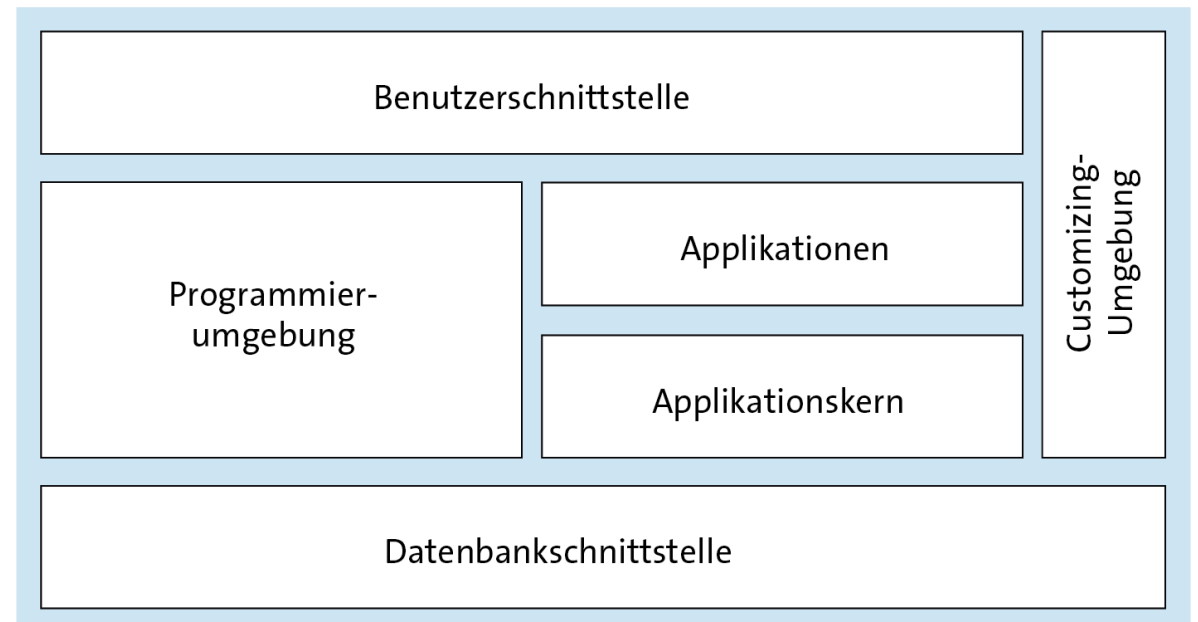 Benutzerschnittstelle
Programmier-
umgebung
Applikationen
Applikationskern
Customizing-
Umgebung
Datenbankschnittstelle